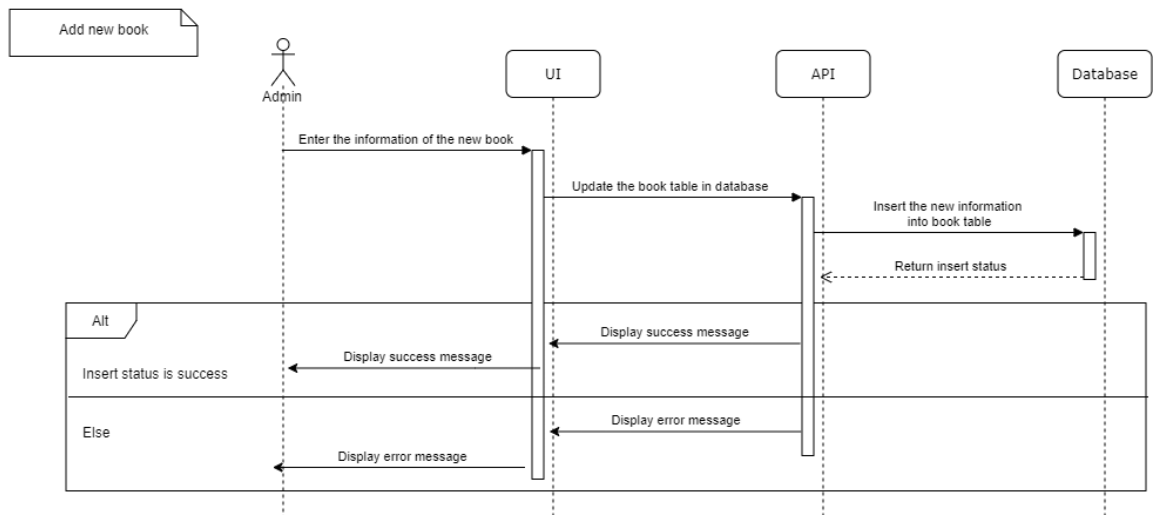 Add new book
Admin
UI
API
Database
Enter the information of the new book
Update the book table in database
Insert the new information
into book table
Return insert status
Alt
Display success message
Display success message
Insert status is success
Display error message
Else
Display error message